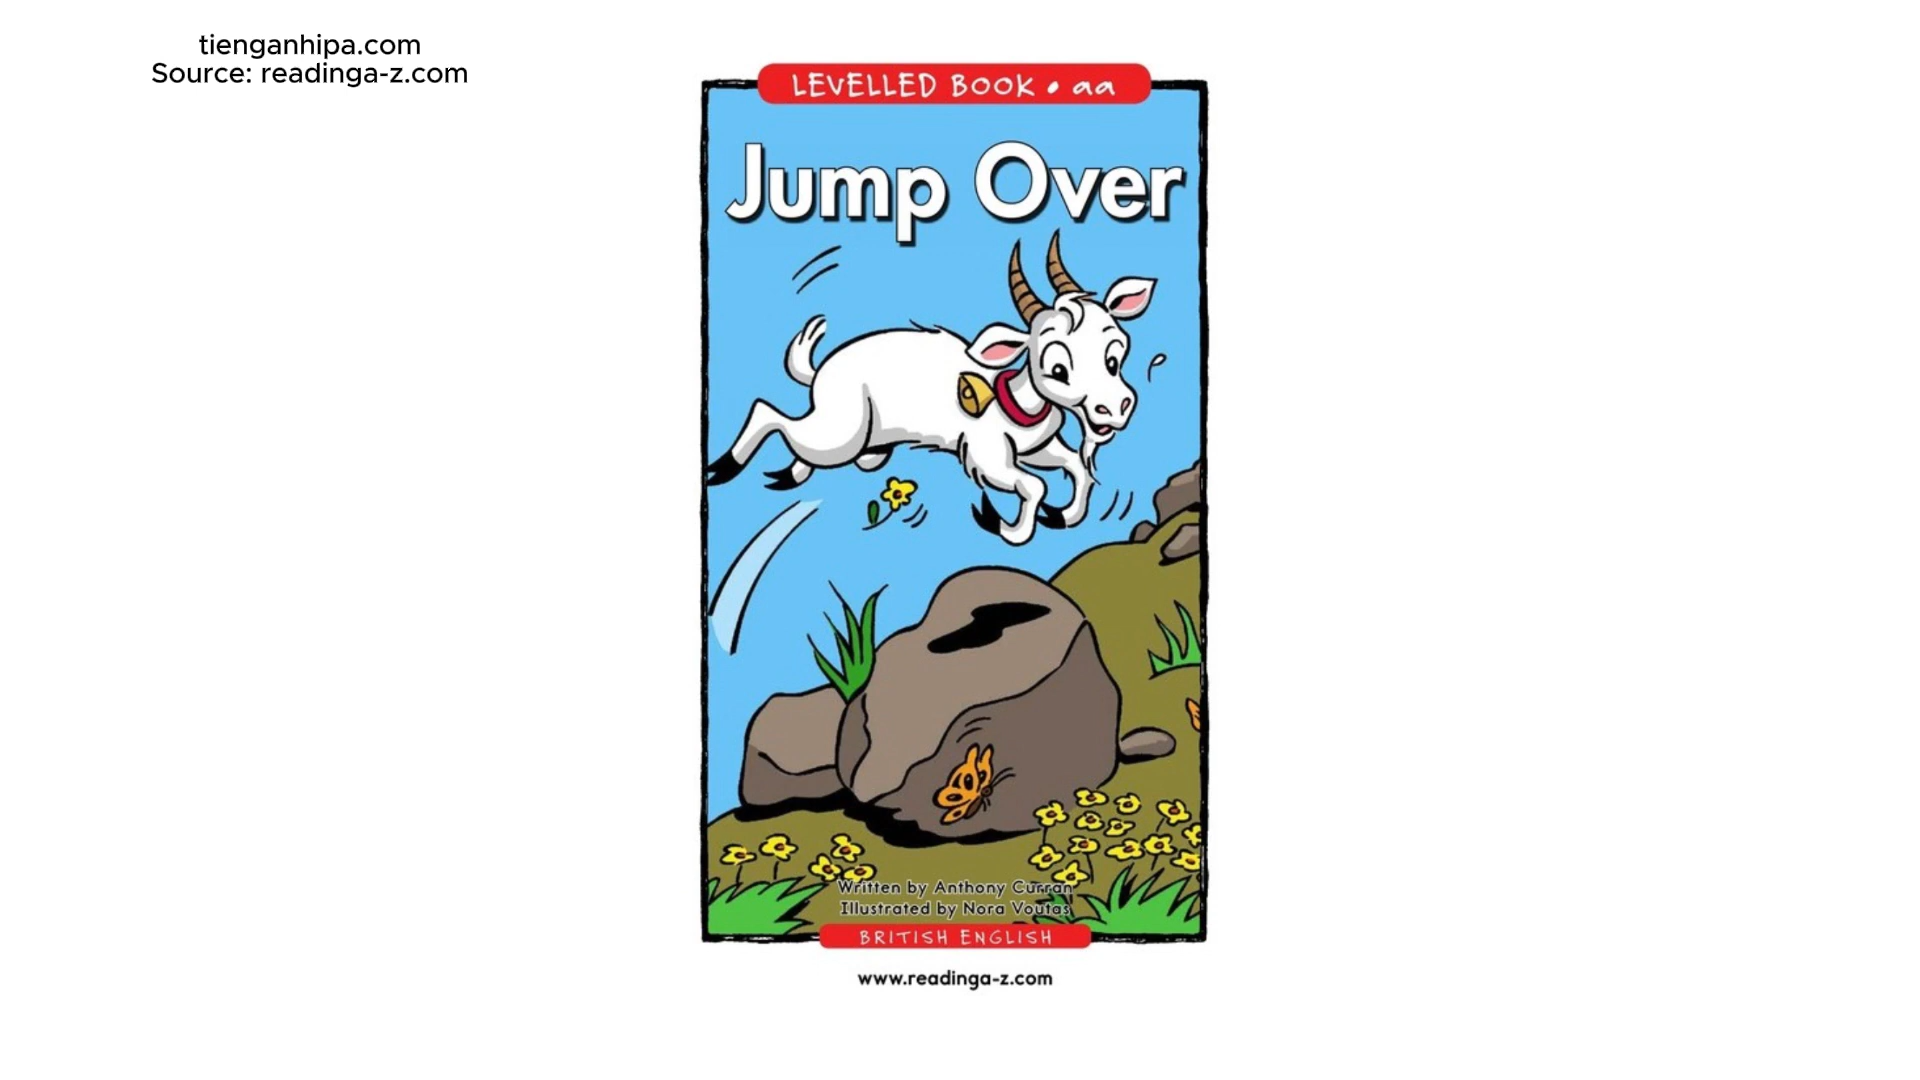 tienganhipa.com
Source: readinga-z.com
LEVELLED BOOK • aa
Jump Over
Written by Anthony Curran
Illustrated by Nora Voutas
BRITISH ENGLISH
www.readinga-z.com